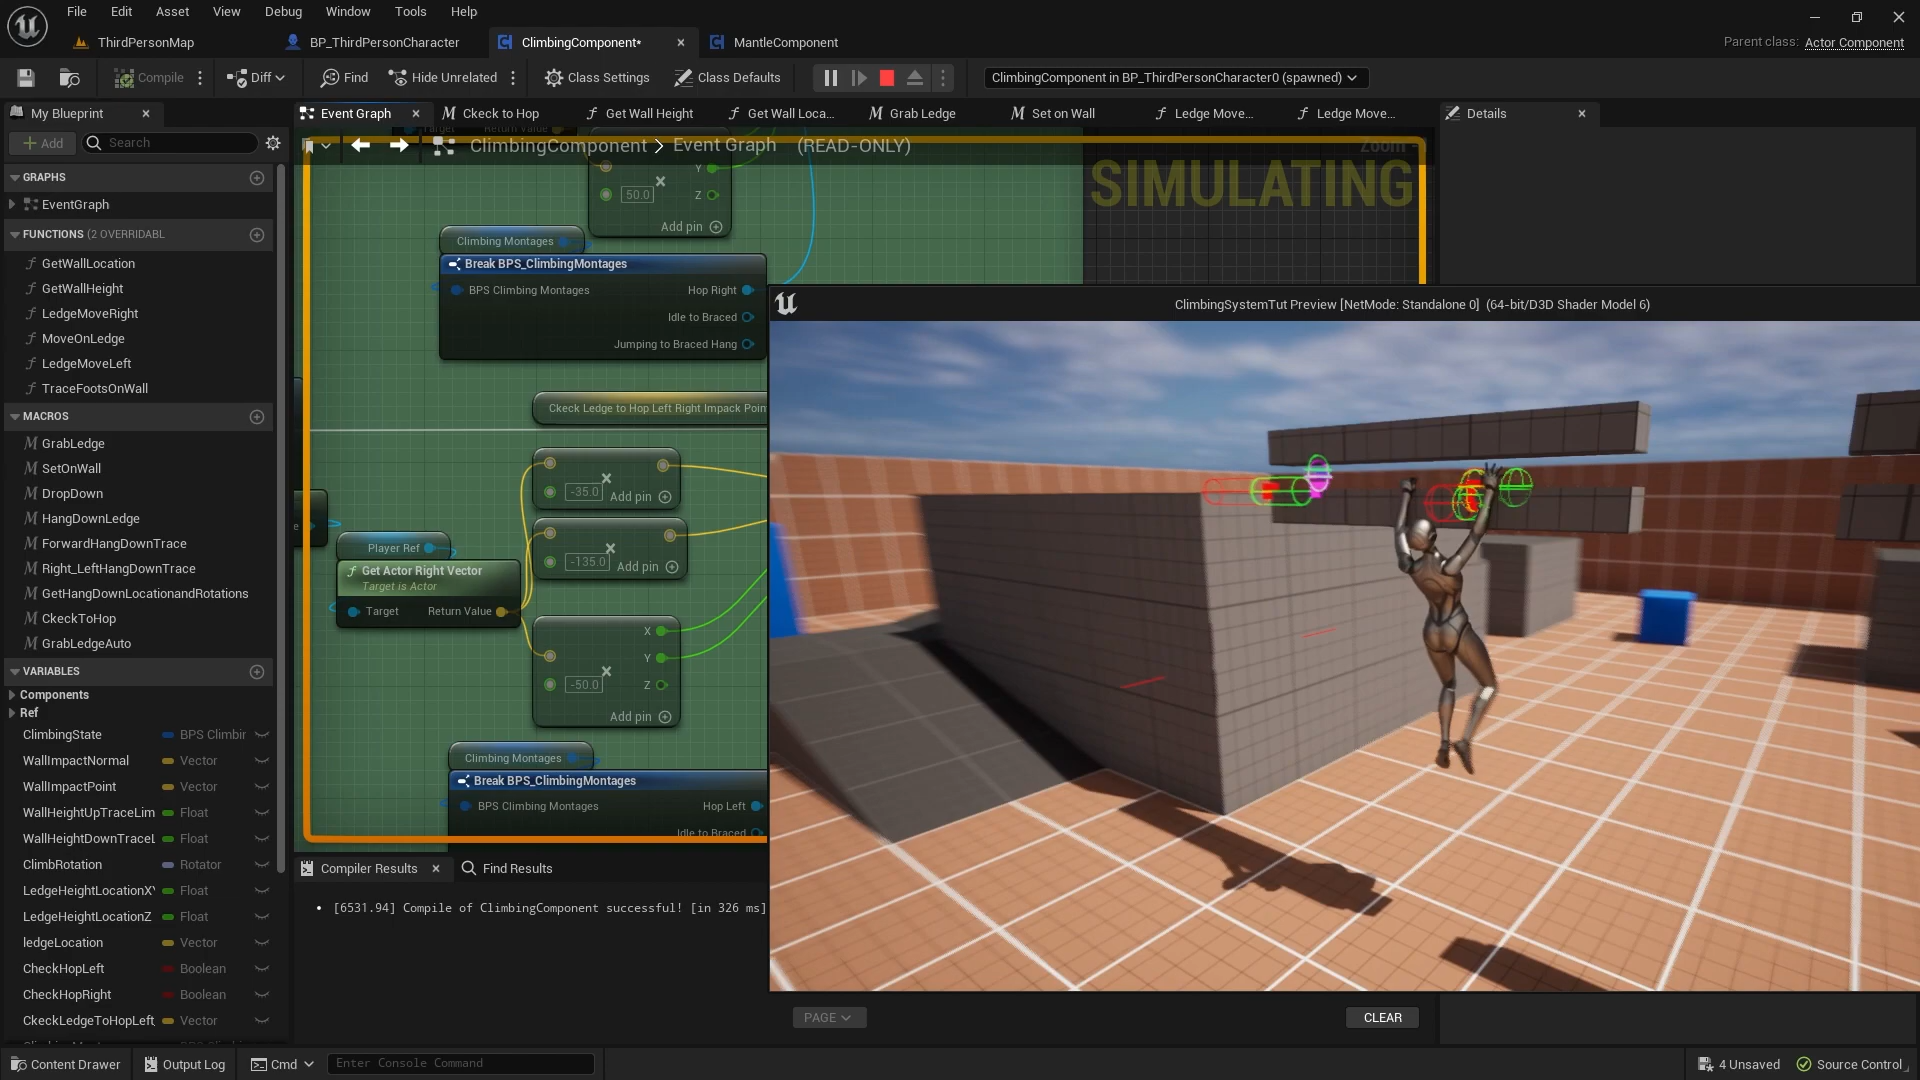 File Edit Asset View Debug Window Tools Help
ThirdPersonMap BP_ThirdPersonCharacter ClimbingComponent* MantleComponent
Parent class: Actor Component
Compile Diff Find Hide Unrelated Class Settings Class Defaults ClimbingComponent in BP_ThirdPersonCharacter0 (spawned)
My Blueprint
Event Graph Ckeck to Hop Get Wall Height Get Wall Loca... Grab Ledge Set on Wall Ledge Move... Ledge Move...
Details
Add Search
ClimbingComponent > Event Graph (READ-ONLY)
SIMULATING
GRAPHS
EventGraph
FUNCTIONS (2 OVERRIDABL
GetWallLocation
GetWallHeight
LedgeMoveRight
MoveOnLedge
LedgeMoveLeft
TraceFootsOnWall
MACROS
GrabLedge
SetOnWall
DropDown
HangDownLedge
ForwardHangDownTrace
Right_LeftHangDownTrace
GetHangDownLocationandRotations
CkeckToHop
GrabLedgeAuto
VARIABLES
Components
Ref
ClimbingState BPS Climbir
WallImpactNormal Vector
WallImpactPoint Vector
WallHeightUpTraceLim Float
WallHeightDownTraceL Float
ClimbRotation Rotator
LedgeHeightLocationXY Float
LedgeHeightLocationZ Float
ledgeLocation Vector
CheckHopLeft Boolean
CheckHopRight Boolean
CkeckLedgeToHopLeft_ Vector
Y
50.0 Z
Add pin
Climbing Montages
Break BPS_ClimbingMontages
BPS Climbing Montages Hop Right
Idle to Braced
Jumping to Braced Hang
Ckeck Ledge to Hop Left Right Impack Poin
-35.0 Add pin
-135.0 Add pin
Player Ref
Get Actor Right Vector
Target is Actor
Target Return Value
X
Y
-50.0 Z
Add pin
Climbing Montages
Break BPS_ClimbingMontages
BPS Climbing Montages Hop Left
Idle to Braced
ClimbingSystemTut Preview [NetMode: Standalone 0] (64-bit/D3D Shader Model 6)
Compiler Results Find Results
[6531.94] Compile of ClimbingComponent successful! [in 326 ms]
PAGE CLEAR
Content Drawer Output Log Cmd Enter Console Command 4 Unsaved Source Control